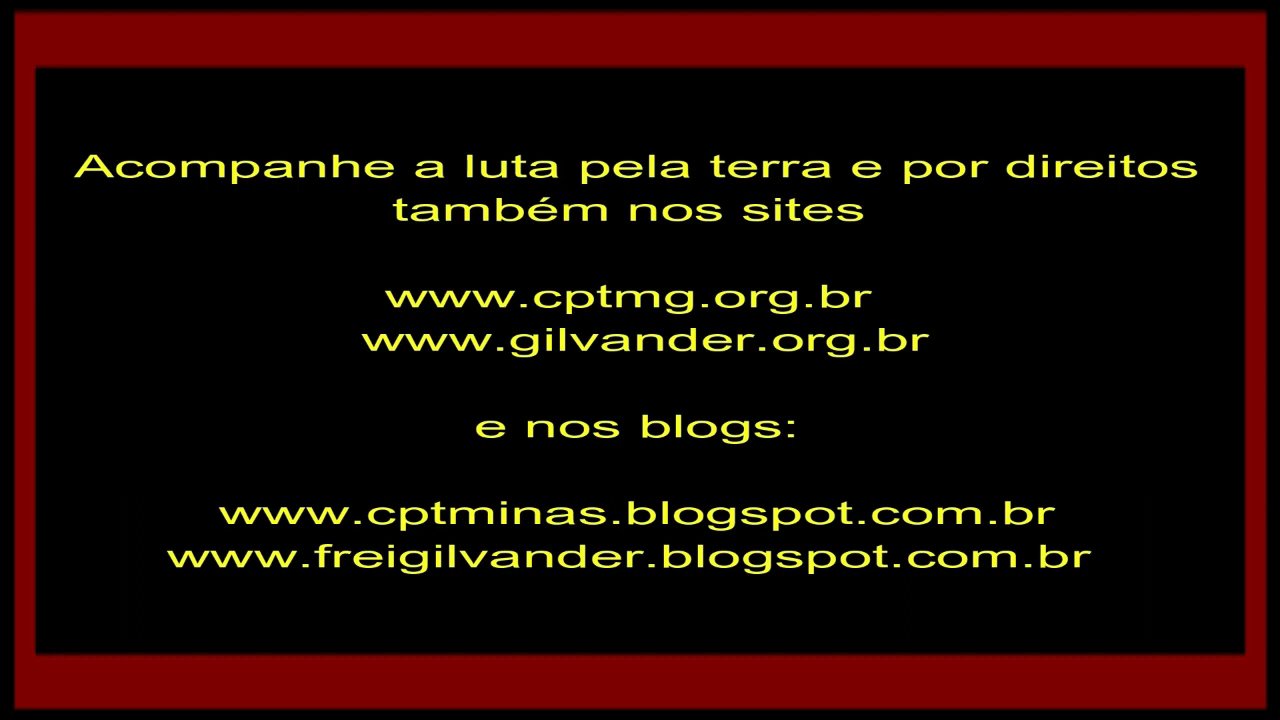 Acompanhe a luta pela terra e por direitos
também nos sites
www.cptmg.org.br
www.gilvander.org.br
e nos blogs:
www.cptminas.blogspot.com.br
www.freigilvander.blogspot.com.br